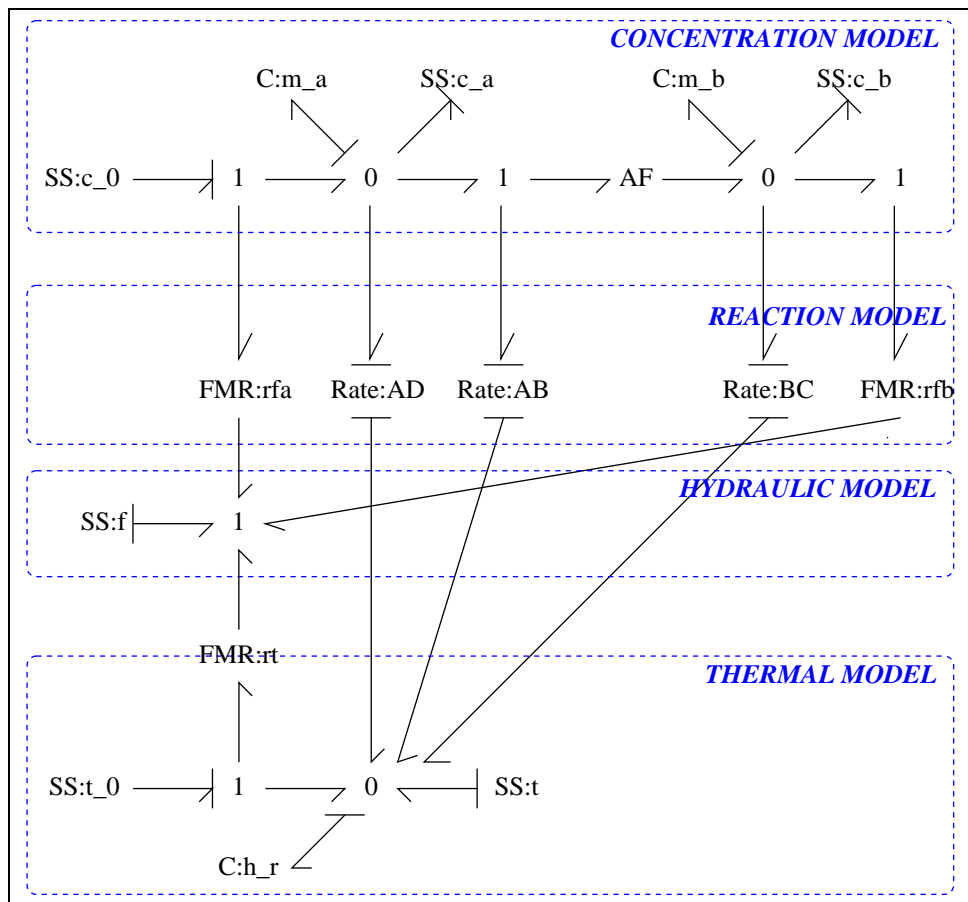 CONCENTRATION MODEL
C:m_a SS:c_a C:m_b SS:c_b
SS:c_0 1 0 1 AF 0 1
REACTION MODEL
FMR:rfa Rate:AD Rate:AB Rate:BC FMR:rfb
HYDRAULIC MODEL
SS:f 1
FMR:rt
THERMAL MODEL
SS:t_0 1 0 SS:t
C:h_r